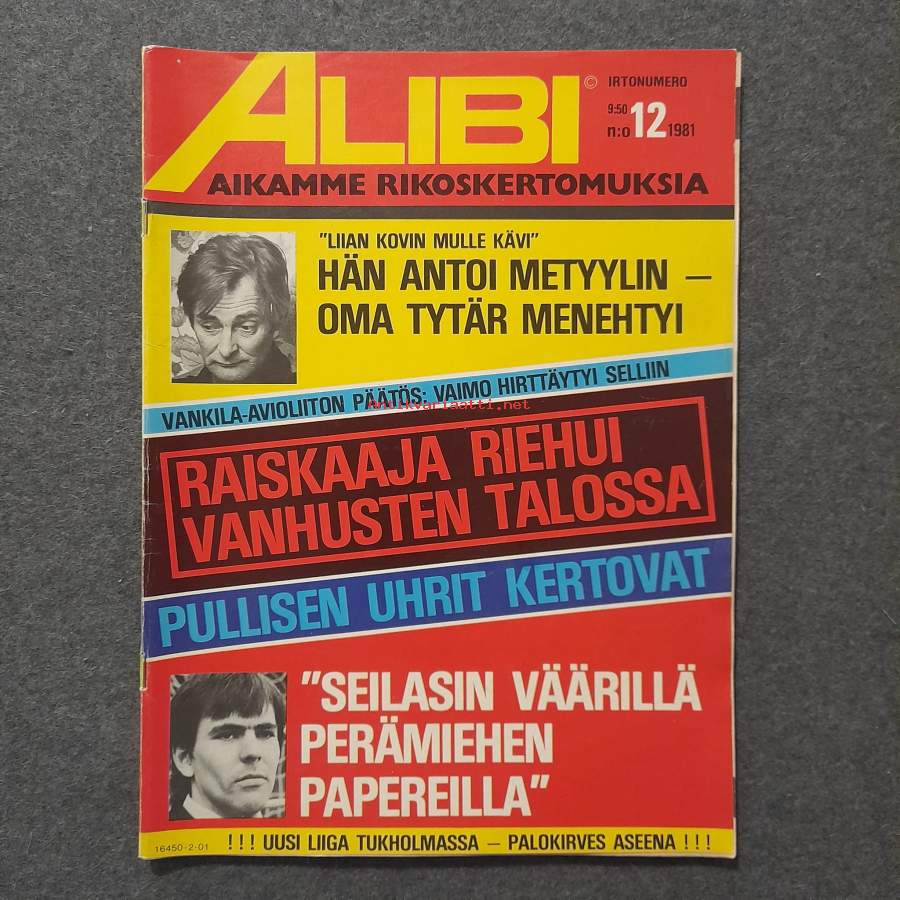 ALIBI ©
IRTONUMERO
9:50
n:o 12 1981
AIKAMME RIKOSKERTOMUKSIA
"LIIAN KOVIN MULLE KÄVI"
HÄN ANTOI METYYLIN –
OMA TYTÄR MENEHTYI
VANKILA-AVIOLIITON PÄÄTÖS: VAIMO HIRTTÄYTYI SELLIIN
Antikvariaatti.net
RAISKAAJA RIEHUI
VANHUSTEN TALOSSA
PULLISEN UHRIT KERTOVAT
"SEILASIN VÄÄRILLÄ
PERÄMIEHEN
PAPEREILLA"
16450-2-01
!!! UUSI LIIGA TUKHOLMASSA – PALOKIRVES ASEENA !!!